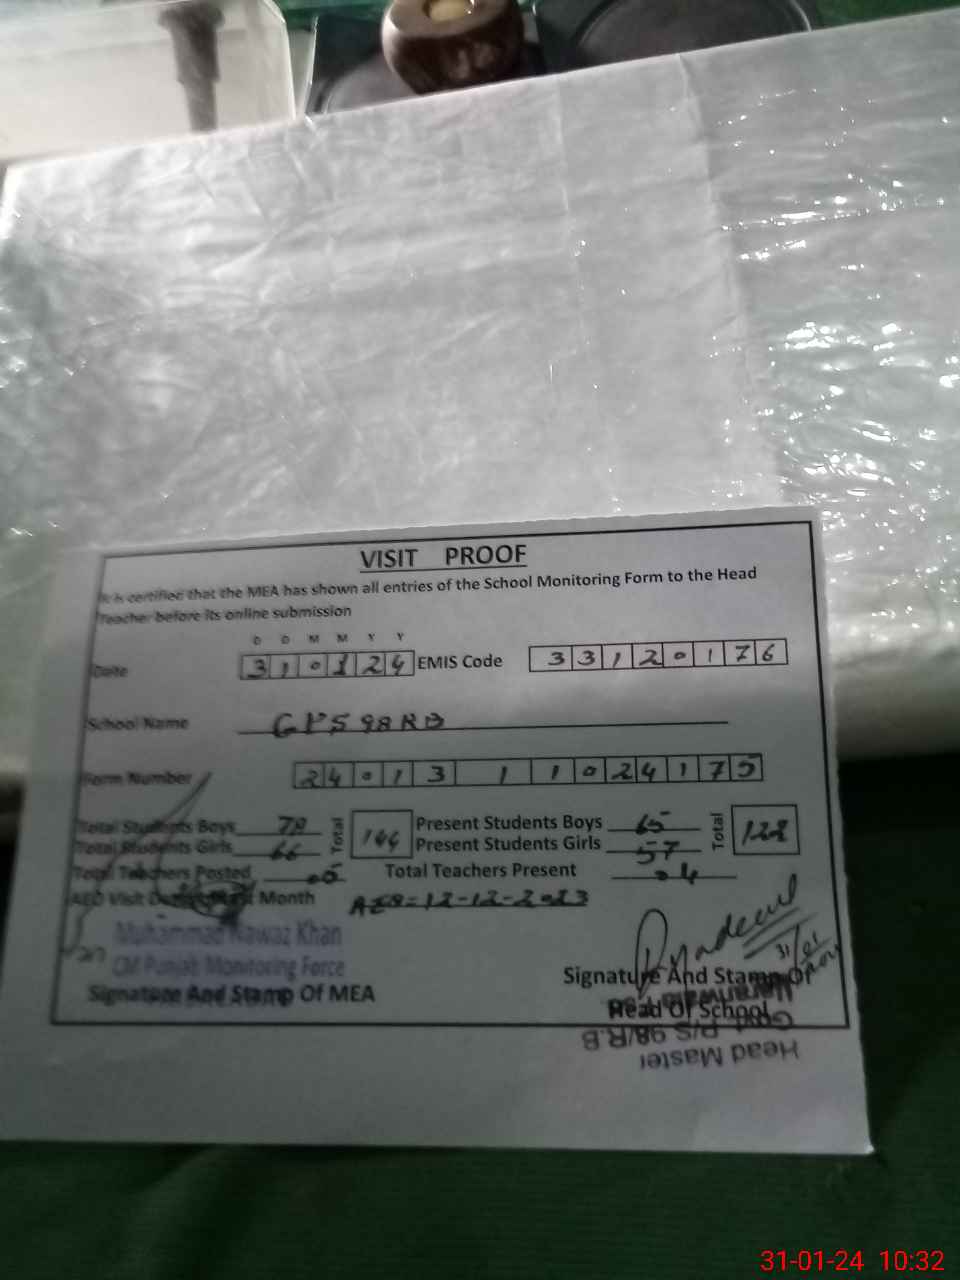 VISIT PROOF
It is certified that the MEA has shown all entries of the School Monitoring Form to the Head
Teacher before its online submission
D D M M Y Y
Date 310124 EMIS Code 33120176
School Name GPS 98 RB
Form Number 24013 1 1024175
Total Students Boys 78 Total 144 Present Students Boys 65 Total 122
Total Students Girls 66 Present Students Girls 57
Total Teachers Posted 05 Total Teachers Present 04
AEO Visit Month AEO=12-12-2023
Muhammad Nawaz Khan
CM Punjab Monitoring Force
Signature And Stamp Of MEA
31/01
Signature And Stamp Of
Head Of School
Head Master
Govt. P/S 98/R.B
31-01-24 10:32